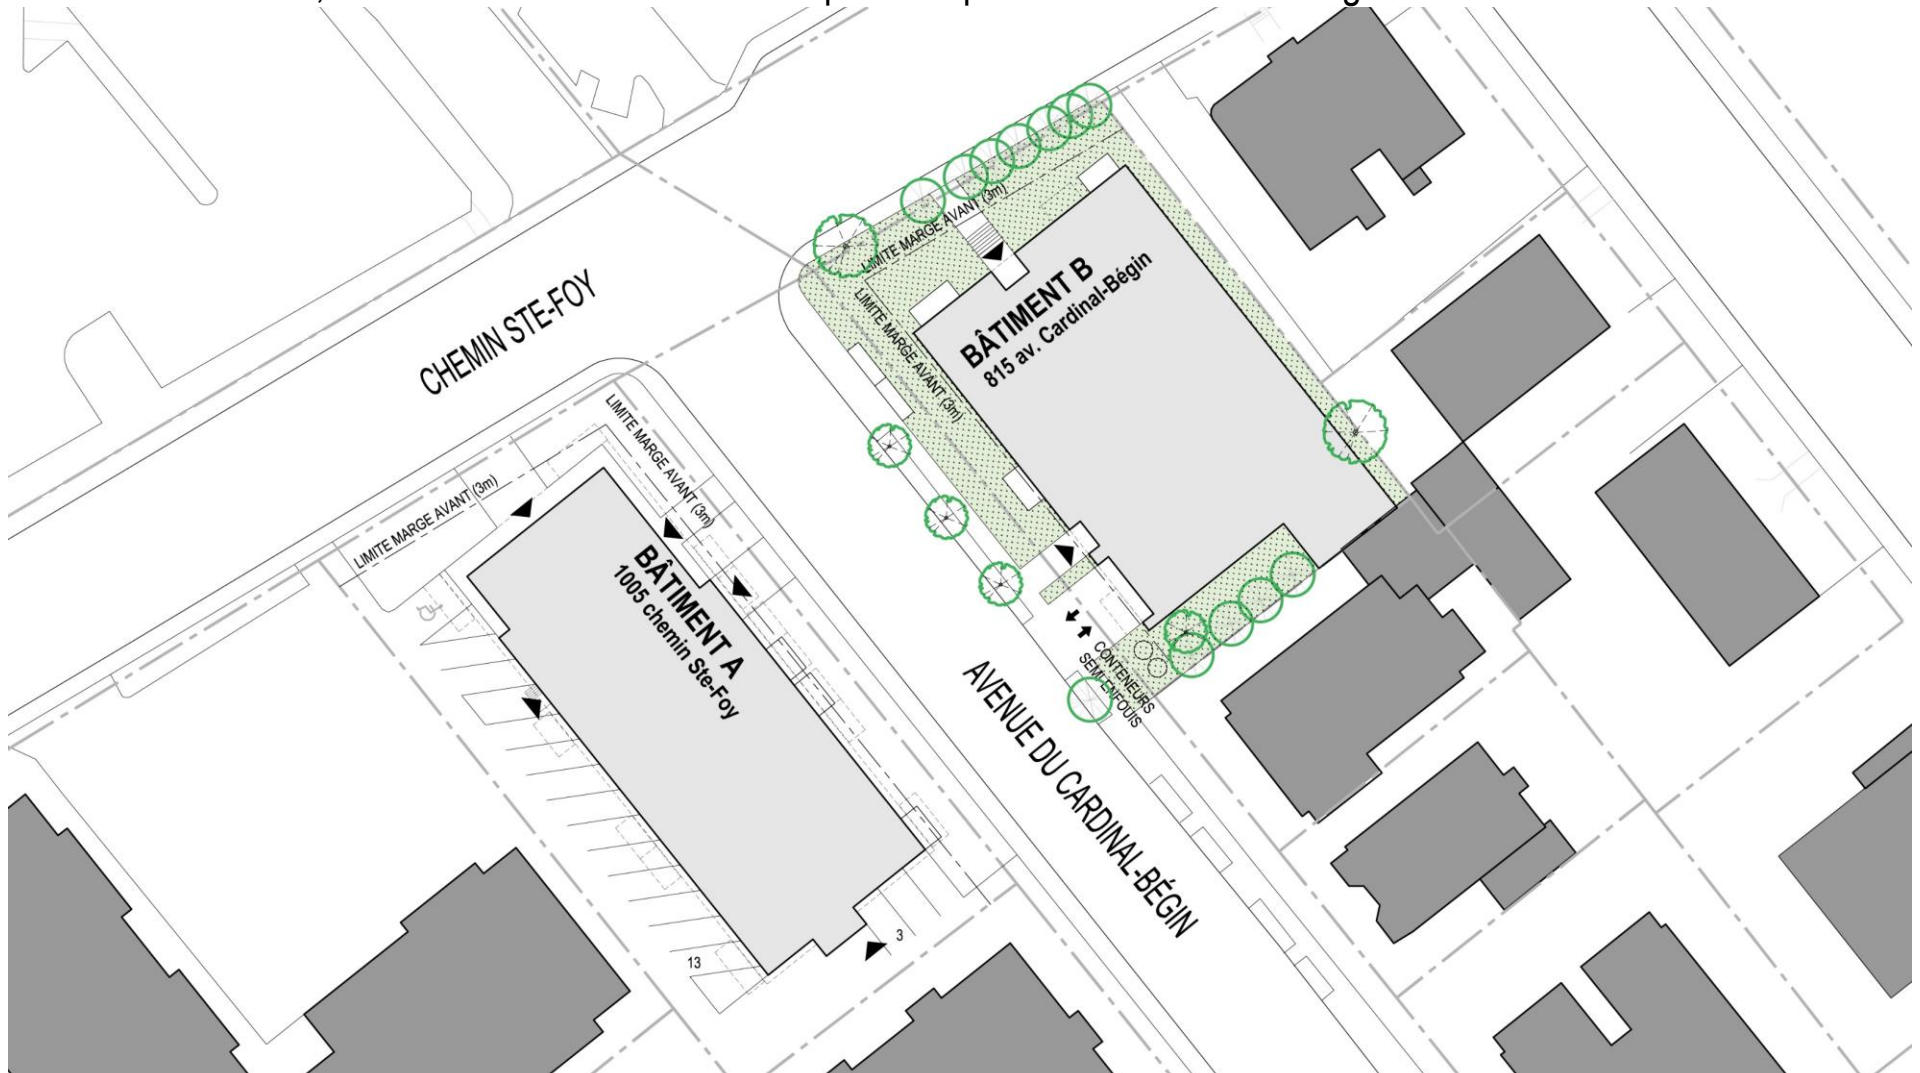 LIMITE MARGE AVANT (3m)
LIMITE MARGE AVANT (3m)
BÂTIMENT B
815 av. Cardinal-Bégin
CHEMIN STE-FOY
LIMITE MARGE AVANT (3m)
LIMITE MARGE AVANT (3m)
BÂTIMENT A
1005 chemin Ste-Foy
CONTENEURS
SEMI-ENFOUIS
AVENUE DU CARDINAL-BÉGIN
3
13